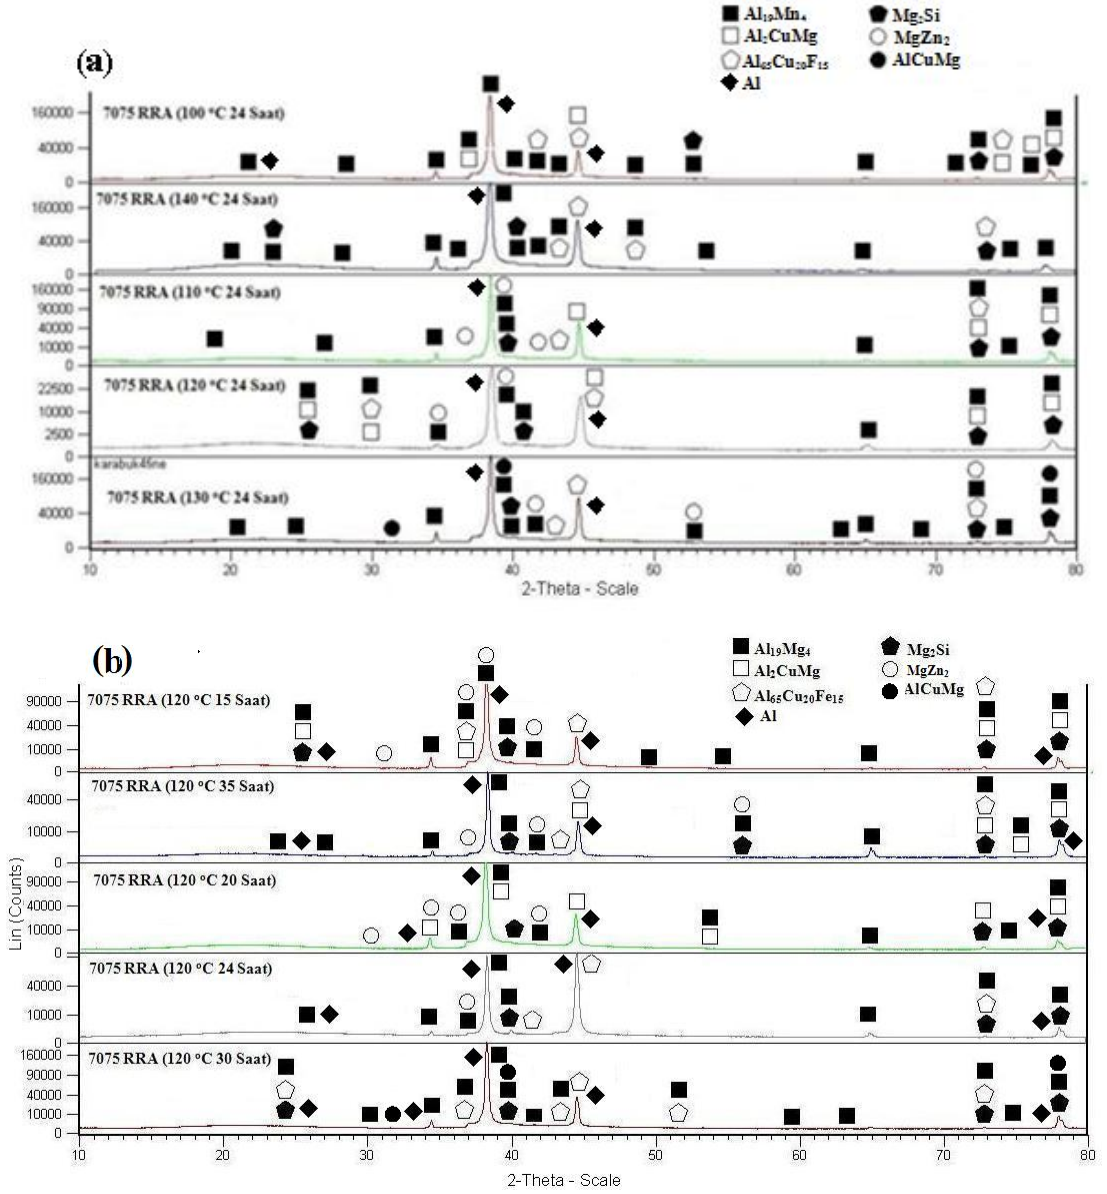 (a)
Al₁₉Mn₄ Mg₂Si
Al₂CuMg MgZn₂
Al₆₅Cu₂₀F₁₅ AlCuMg
Al
7075 RRA (100 °C 24 Saat)
160000
40000
0
7075 RRA (140 °C 24 Saat)
160000
40000
0
7075 RRA (110 °C 24 Saat)
160000
90000
40000
10000
0
7075 RRA (120 °C 24 Saat)
22500
10000
2500
0
karabuk46ne
7075 RRA (130 °C 24 Saat)
160000
40000
0
10 20 30 40 50 60 70 80
2-Theta - Scale
(b)
Al₁₉Mg₄ Mg₂Si
Al₂CuMg MgZn₂
Al₆₅Cu₂₀Fe₁₅ AlCuMg
Al
7075 RRA (120 °C 15 Saat)
90000
40000
10000
0
7075 RRA (120 °C 35 Saat)
40000
10000
0
Lin (Counts)
7075 RRA (120 °C 20 Saat)
90000
40000
10000
0
7075 RRA (120 °C 24 Saat)
40000
10000
0
7075 RRA (120 °C 30 Saat)
160000
90000
40000
10000
0
10 20 30 40 50 60 70 80
2-Theta - Scale